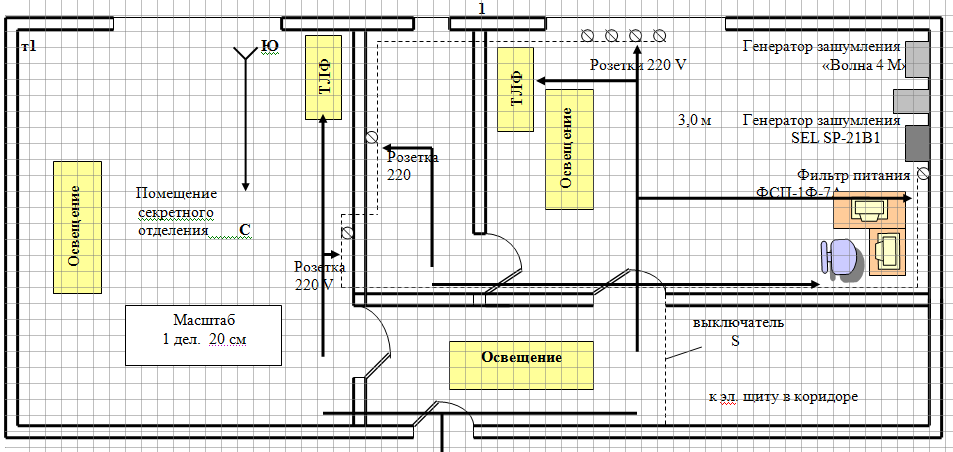 1
т1
Ю
ТЛФ
ТЛФ
Розетки 220 V
Генератор зашумления
«Волна 4 М»
3,0 м
Генератор зашумления
SEL SP-21B1
Розетка
220
Освещение
Фильтр питания
ФСП-1Ф-7А
Освещение
Помещение
секретного
отделения С
Розетка
220 V
Масштаб
1 дел. 20 см
Освещение
выключатель
S
к эл. щиту в коридоре